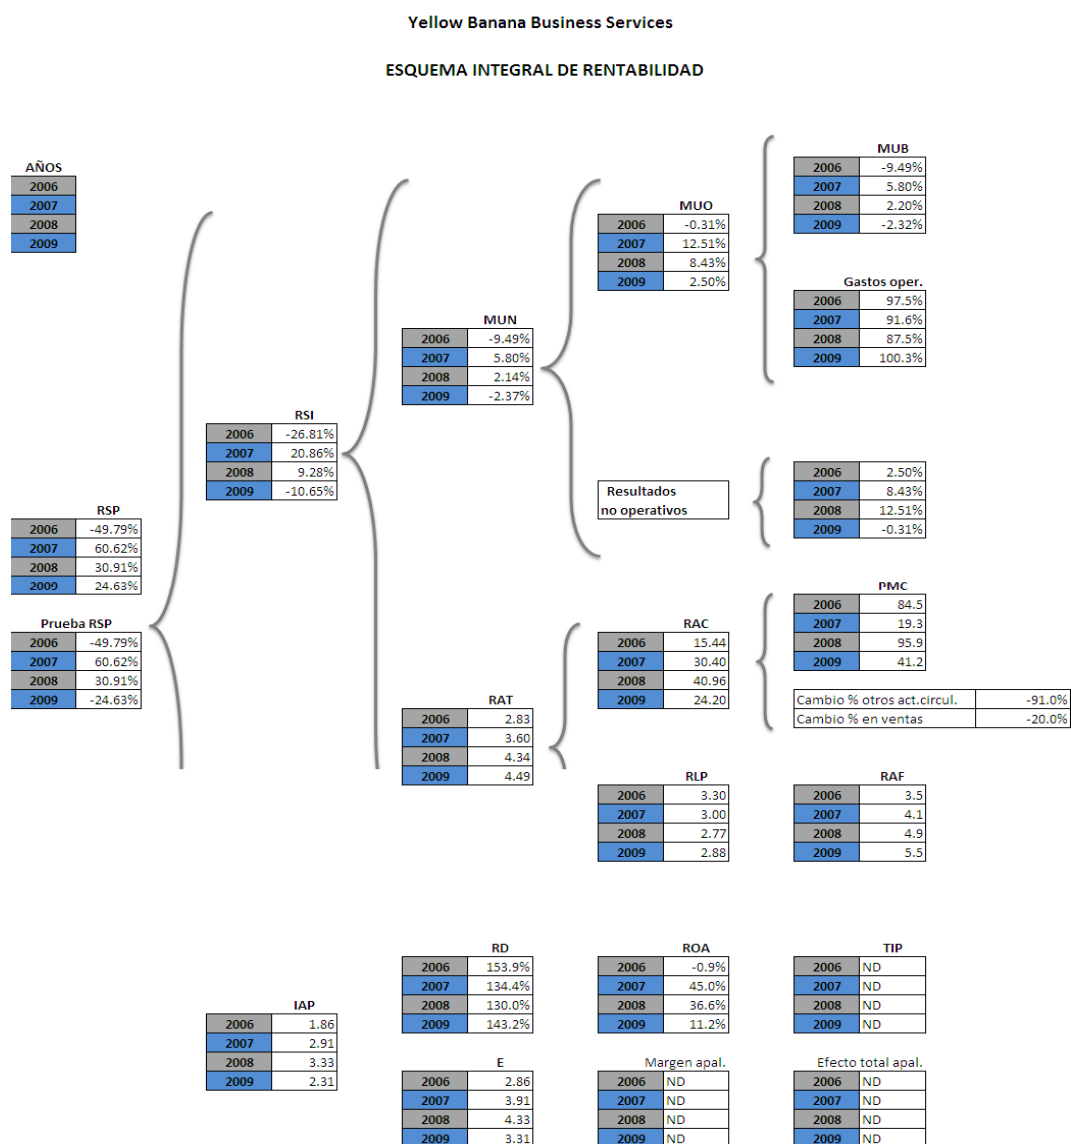 Yellow Banana Business Services
ESQUEMA INTEGRAL DE RENTABILIDAD
AÑOS
2006
2007
2008
2009
RSP
2006 -49.79%
2007 60.62%
2008 30.91%
2009 24.63%
Prueba RSP
2006 -49.79%
2007 60.62%
2008 30.91%
2009 -24.63%
RSI
2006 -26.81%
2007 20.86%
2008 9.28%
2009 -10.65%
MUN
2006 -9.49%
2007 5.80%
2008 2.14%
2009 -2.37%
MUO
2006 -0.31%
2007 12.51%
2008 8.43%
2009 2.50%
MUB
2006 -9.49%
2007 5.80%
2008 2.20%
2009 -2.32%
Gastos oper.
2006 97.5%
2007 91.6%
2008 87.5%
2009 100.3%
Resultados
no operativos
2006 2.50%
2007 8.43%
2008 12.51%
2009 -0.31%
RAT
2006 2.83
2007 3.60
2008 4.34
2009 4.49
RAC
2006 15.44
2007 30.40
2008 40.96
2009 24.20
PMC
2006 84.5
2007 19.3
2008 95.9
2009 41.2
Cambio % otros act.circul. -91.0%
Cambio % en ventas -20.0%
RLP
2006 3.30
2007 3.00
2008 2.77
2009 2.88
RAF
2006 3.5
2007 4.1
2008 4.9
2009 5.5
IAP
2006 1.86
2007 2.91
2008 3.33
2009 2.31
RD
2006 153.9%
2007 134.4%
2008 130.0%
2009 143.2%
ROA
2006 -0.9%
2007 45.0%
2008 36.6%
2009 11.2%
TIP
2006 ND
2007 ND
2008 ND
2009 ND
E
2006 2.86
2007 3.91
2008 4.33
2009 3.31
Margen apal.
2006 ND
2007 ND
2008 ND
2009 ND
Efecto total apal.
2006 ND
2007 ND
2008 ND
2009 ND